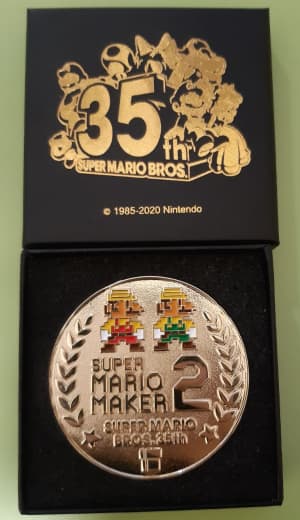 35th
SUPER MARIO BROS.
© 1985-2020 Nintendo
SUPER
MARIO
MAKER 2
SUPER MARIO
BROS. 35th